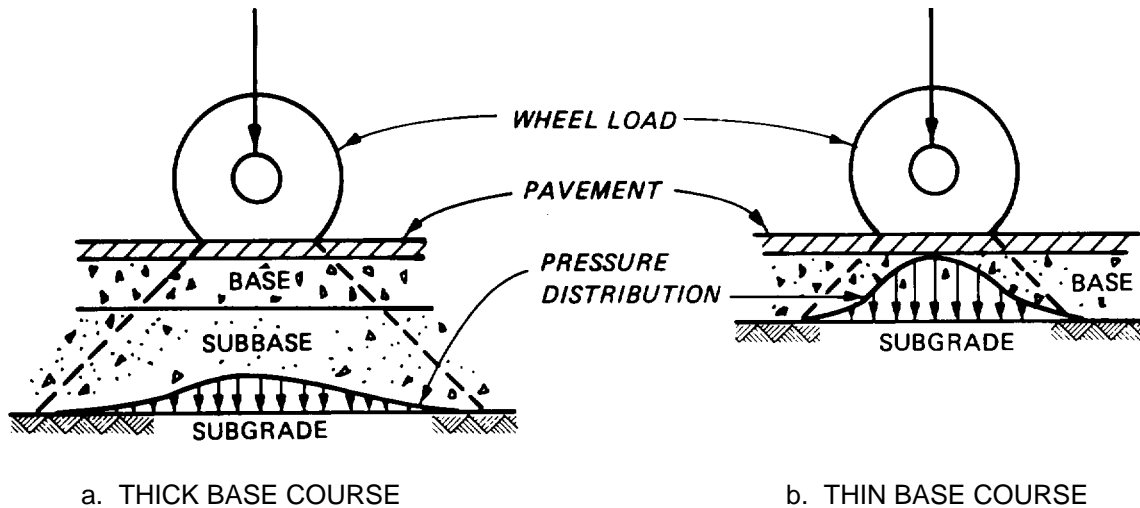 WHEEL LOAD
PAVEMENT
PRESSURE
DISTRIBUTION
BASE
SUBBASE
SUBGRADE
BASE
SUBGRADE
a. THICK BASE COURSE
b. THIN BASE COURSE